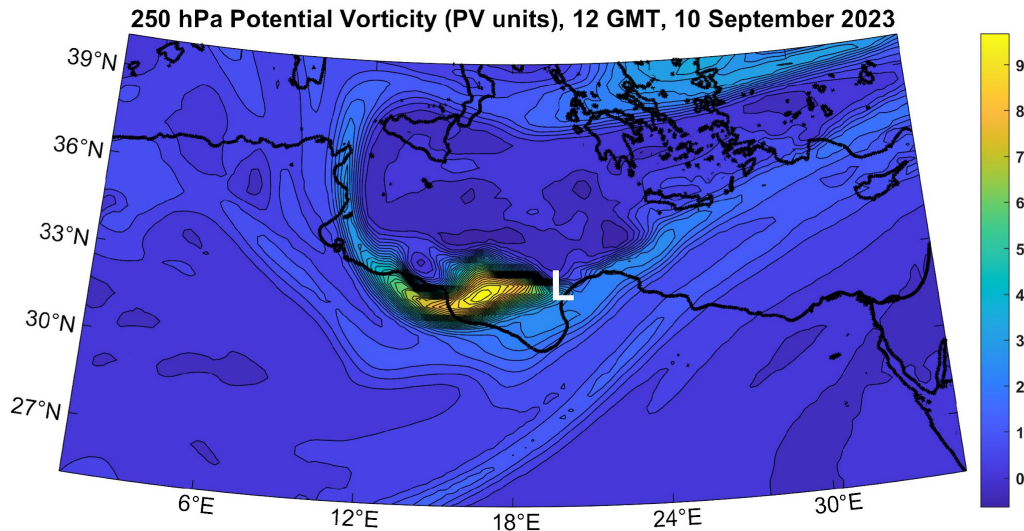 250 hPa Potential Vorticity (PV units), 12 GMT, 10 September 2023
39°N
36°N
33°N
30°N
27°N
6°E
12°E
18°E
24°E
30°E
L
9
8
7
6
5
4
3
2
1
0